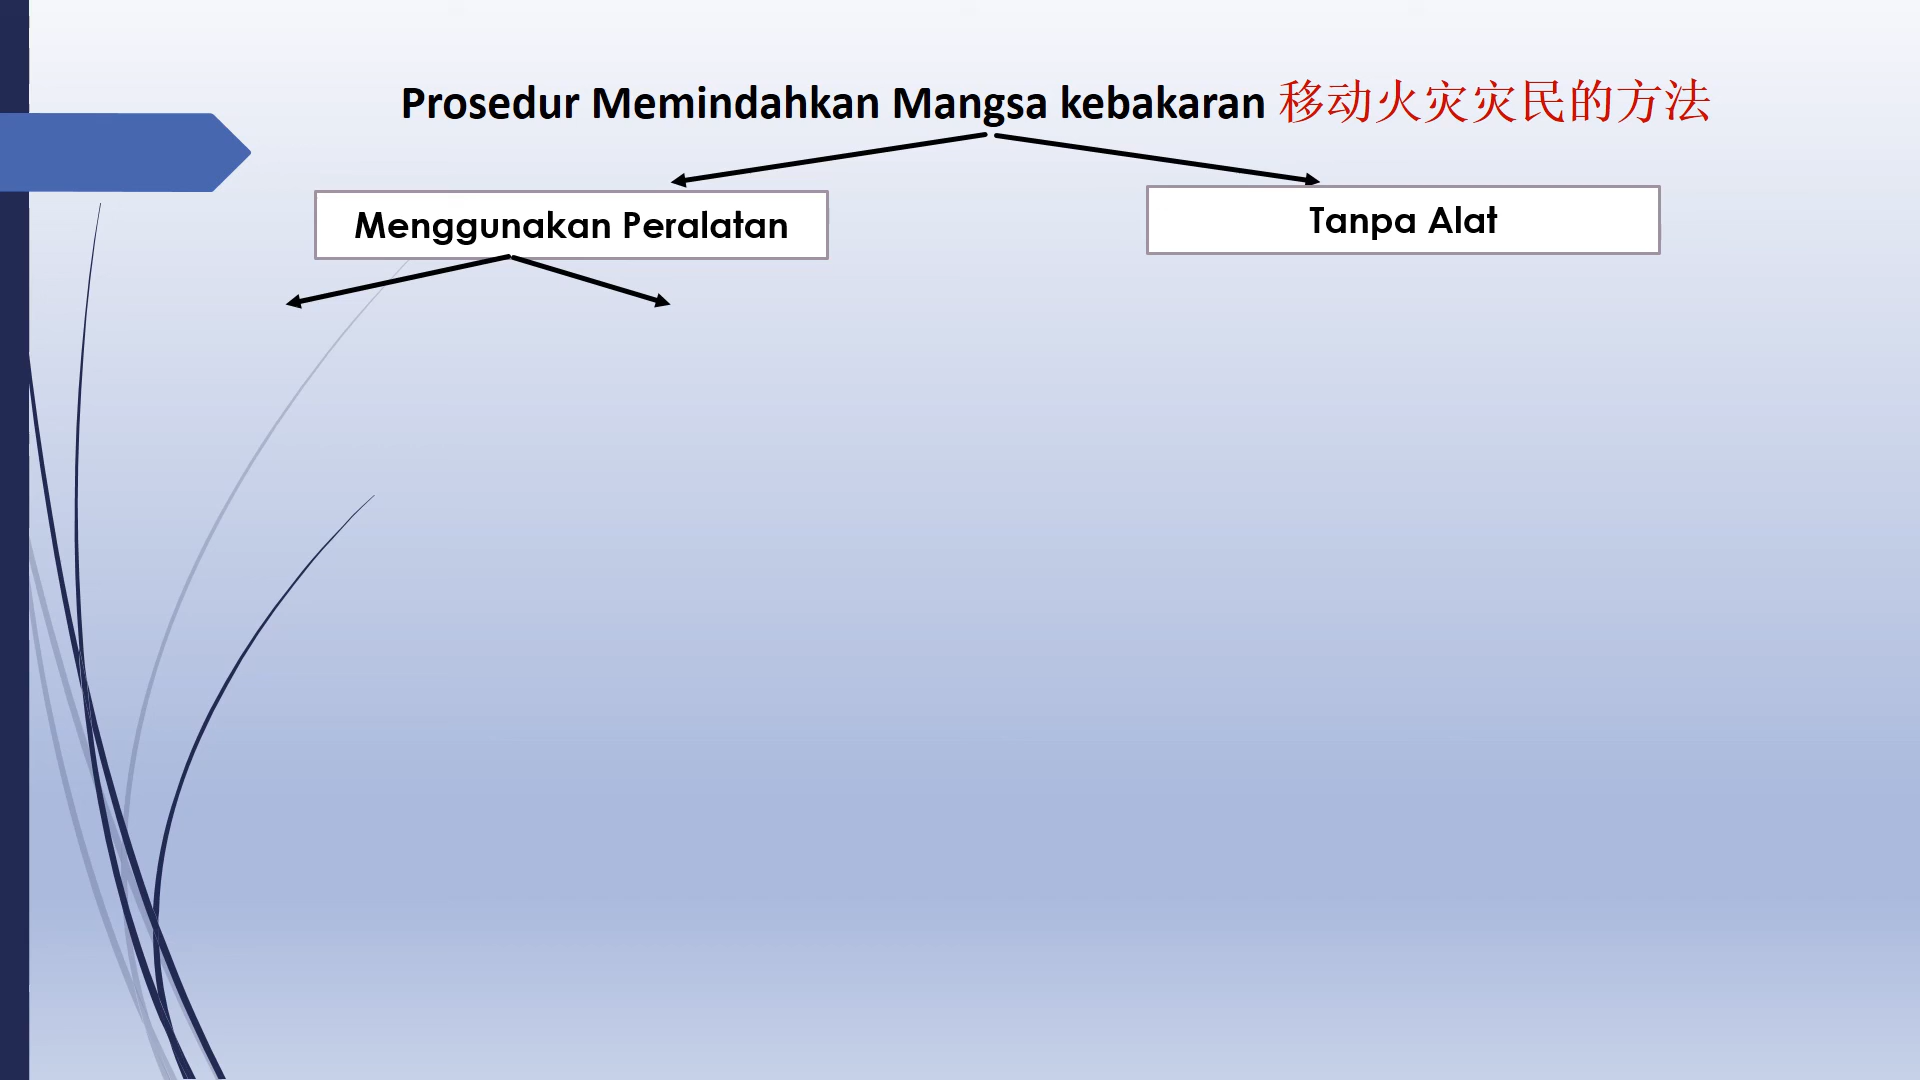 Prosedur Memindahkan Mangsa kebakaran 移动火灾灾民的方法
Menggunakan Peralatan
Tanpa Alat